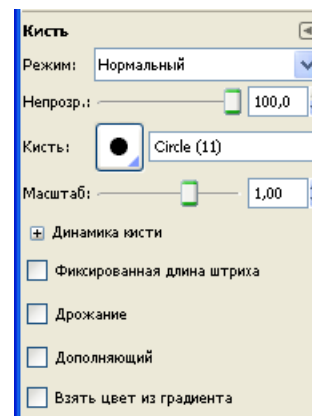 Кисть
Режим: Нормальный
Непрозр.: 100,0
Кисть: Circle (11)
Масштаб: 1,00
Динамика кисти
Фиксированная длина штриха
Дрожание
Дополняющий
Взять цвет из градиента